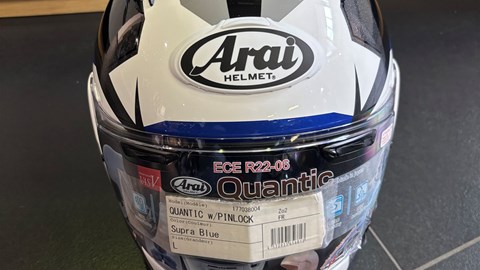 Arai
HELMET®
ECE R22-06
Arai Quantic
QUANTIC w/PINLOCK
Supra Blue
L